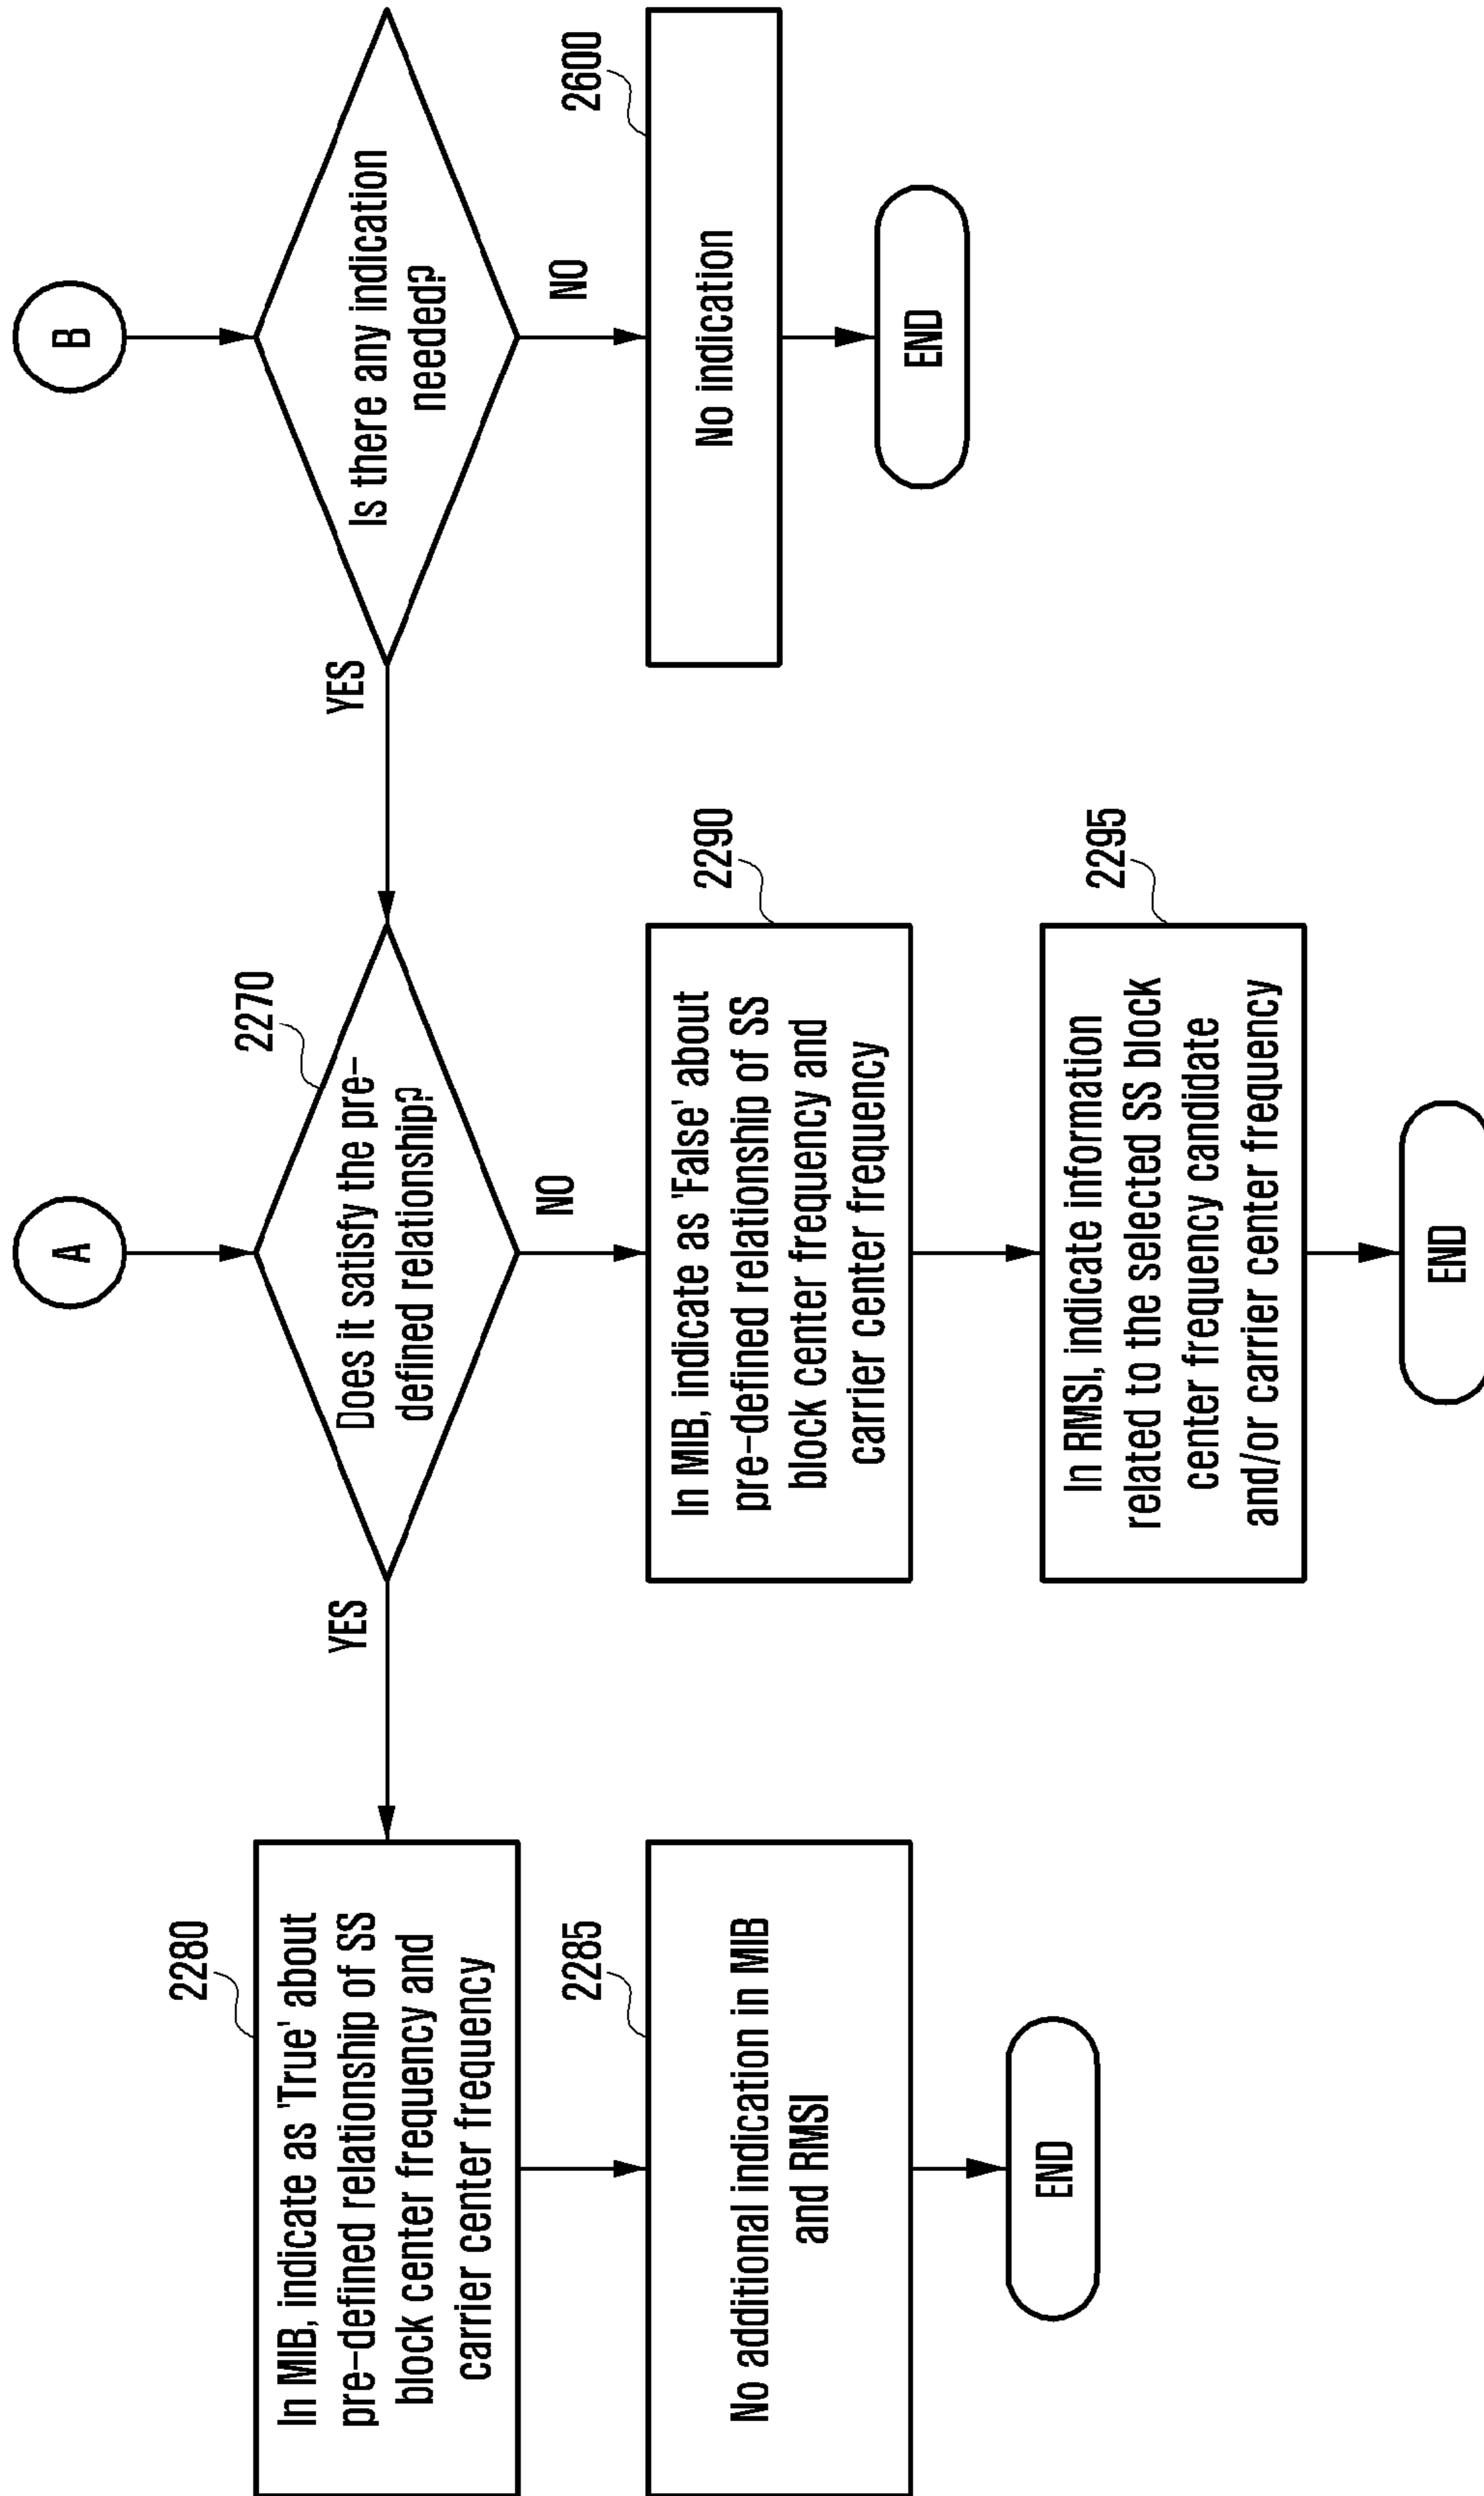 A
B
2270
Does it satisfy the pre-
defined relationship?
YES
NO
Is there any indication
needed?
YES
NO
2280
In MIB, indicate as 'True' about
pre-defined relationship of SS
block center frequency and
carrier center frequency
2285
No additional indication in MIB
and RMSI
END
2290
In MIB, indicate as 'False' about
pre-defined relationship of SS
block center frequency and
carrier center frequency
2295
In RMSI, indicate information
related to the selected SS block
center frequency candidate
and/or carrier center frequency
END
2600
No indication
END